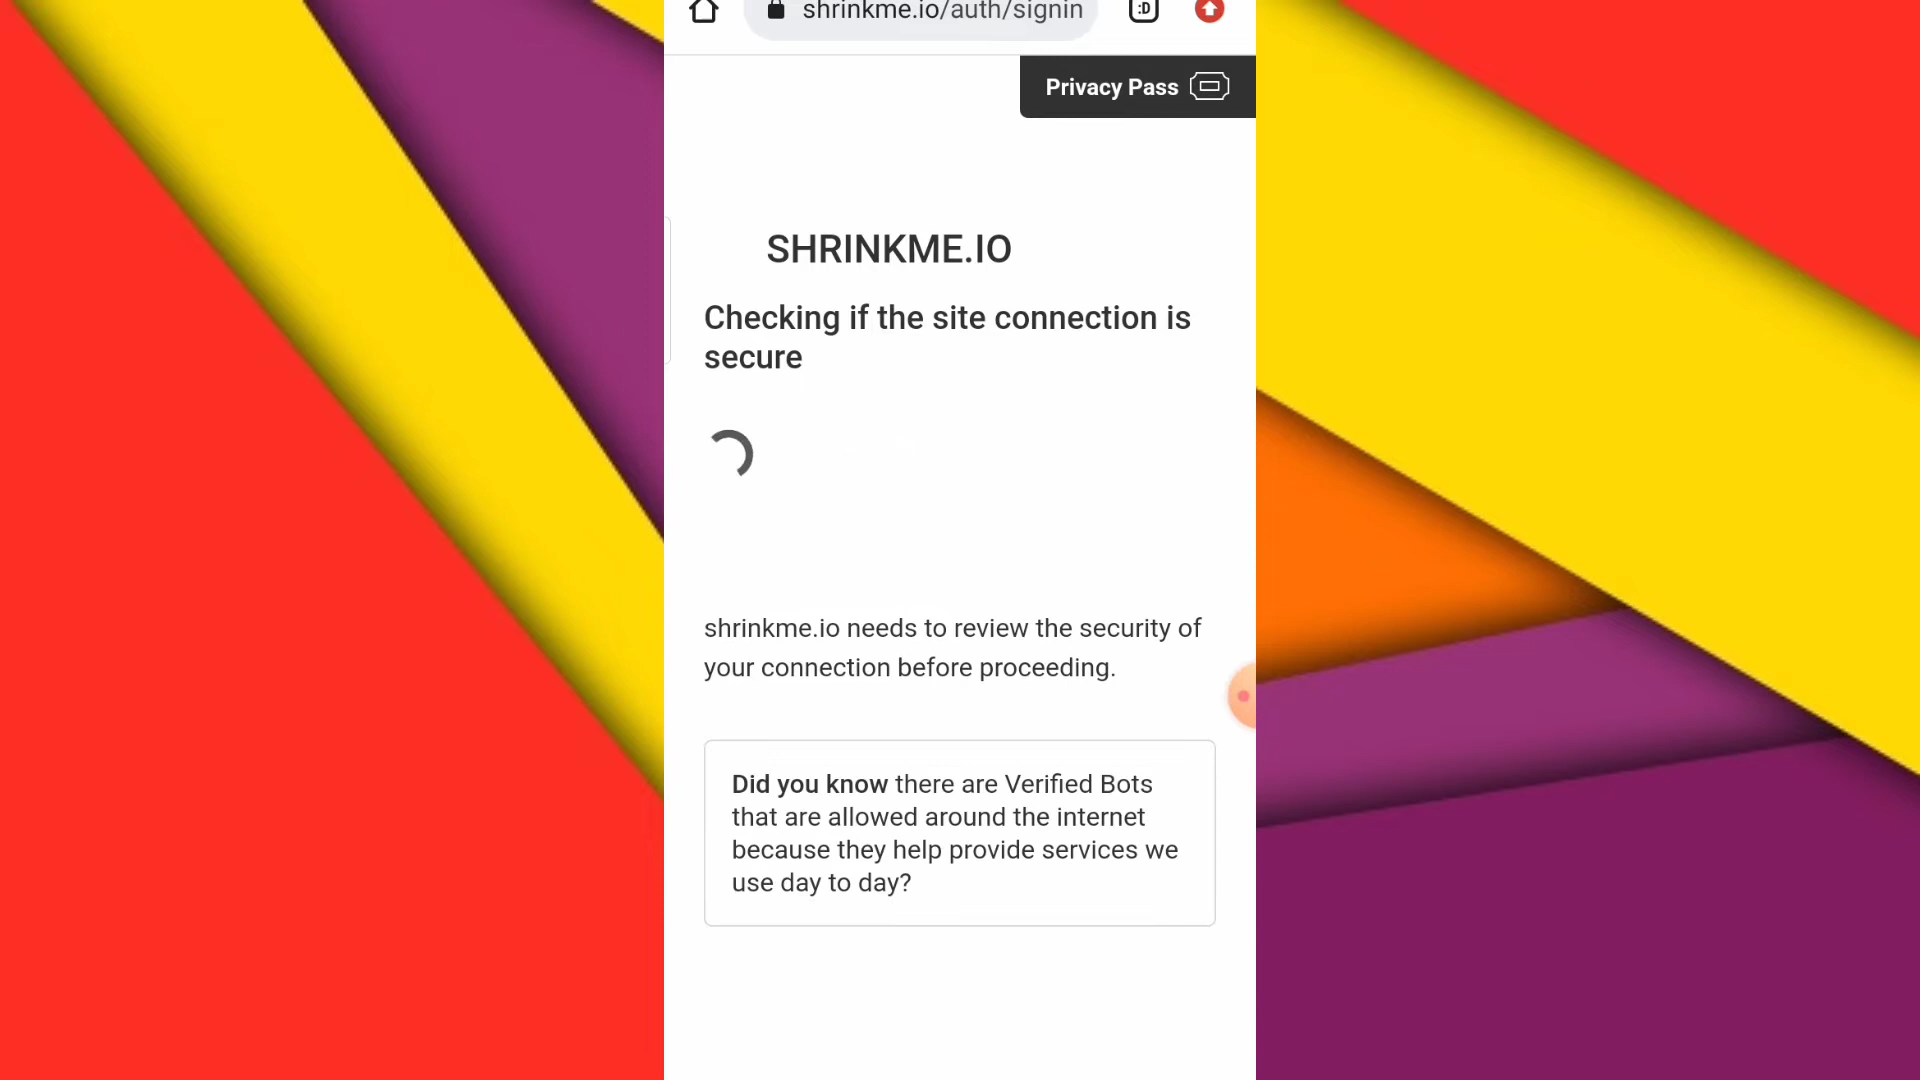 shrinkme.io/auth/signin
:D
Privacy Pass
SHRINKME.IO
Checking if the site connection is
secure
shrinkme.io needs to review the security of
your connection before proceeding.
Did you know there are Verified Bots
that are allowed around the internet
because they help provide services we
use day to day?